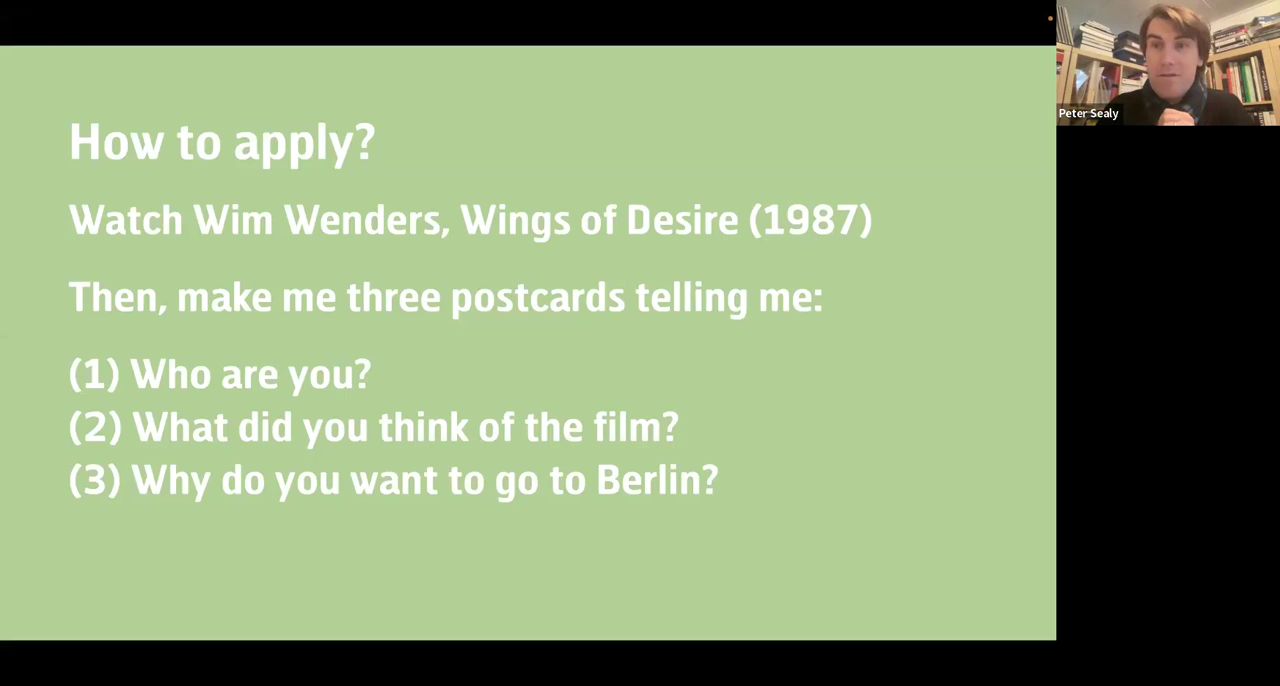 How to apply?
Watch Wim Wenders, Wings of Desire (1987)
Then, make me three postcards telling me:
(1) Who are you?
(2) What did you think of the film?
(3) Why do you want to go to Berlin?
Peter Sealy